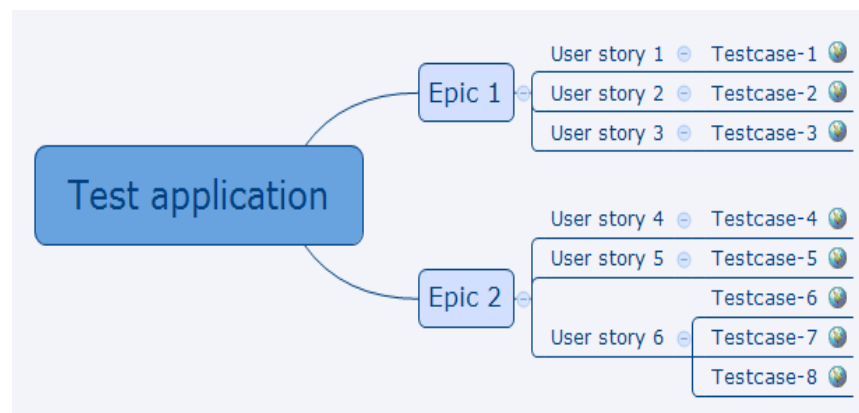 Test application
Epic 1
User story 1 Testcase-1
User story 2 Testcase-2
User story 3 Testcase-3
Epic 2
User story 4 Testcase-4
User story 5 Testcase-5
User story 6 Testcase-6
Testcase-7
Testcase-8